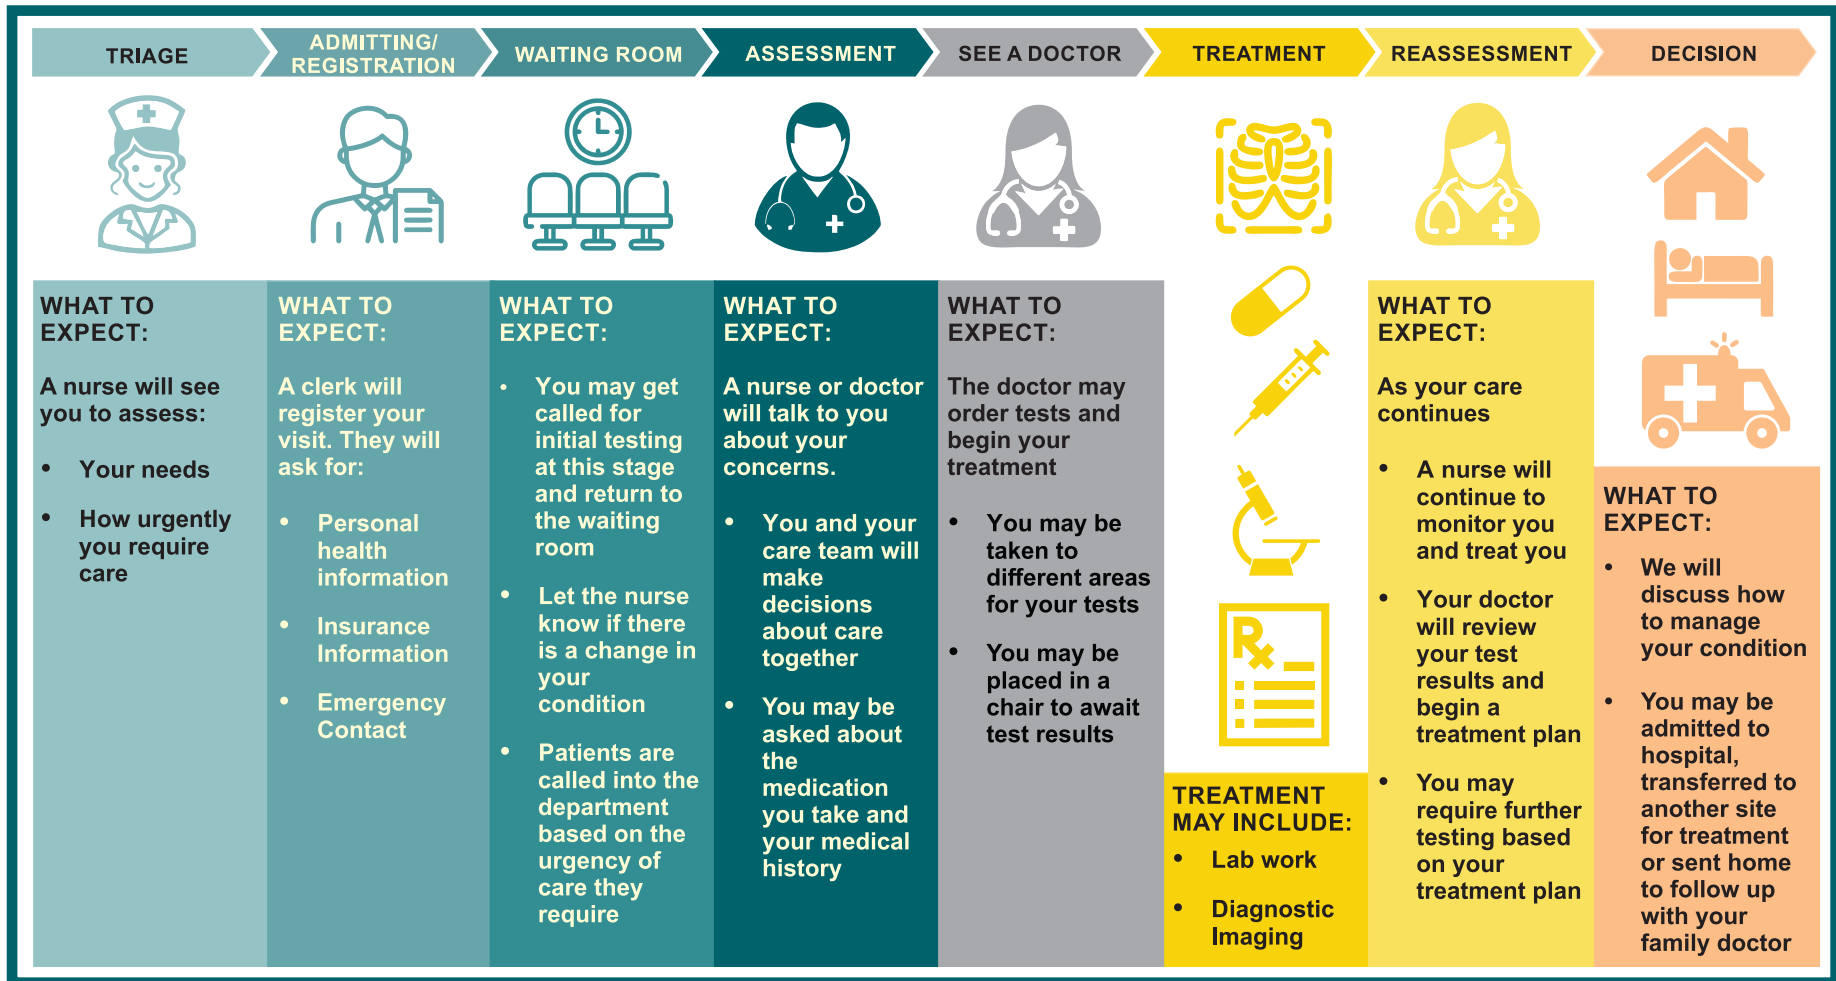 TRIAGE
ADMITTING/
REGISTRATION
WAITING ROOM
ASSESSMENT
SEE A DOCTOR
TREATMENT
REASSESSMENT
DECISION
WHAT TO
EXPECT:
A nurse will see
you to assess:
• Your needs
• How urgently
you require
care
WHAT TO
EXPECT:
A clerk will
register your
visit. They will
ask for:
• Personal
health
information
• Insurance
Information
• Emergency
Contact
WHAT TO
EXPECT:
• You may get
called for
initial testing
at this stage
and return to
the waiting
room
• Let the nurse
know if there
is a change in
your
condition
• Patients are
called into the
department
based on the
urgency of
care they
require
WHAT TO
EXPECT:
A nurse or doctor
will talk to you
about your
concerns.
• You and your
care team will
make
decisions
about care
together
• You may be
asked about
the
medication
you take and
your medical
history
WHAT TO
EXPECT:
The doctor may
order tests and
begin your
treatment
• You may be
taken to
different areas
for your tests
• You may be
placed in a
chair to await
test results
Rx
TREATMENT
MAY INCLUDE:
• Lab work
• Diagnostic
Imaging
WHAT TO
EXPECT:
As your care
continues
• A nurse will
continue to
monitor you
and treat you
• Your doctor
will review
your test
results and
begin a
treatment plan
• You may
require further
testing based
on your
treatment plan
WHAT TO
EXPECT:
• We will
discuss how
to manage
your condition
• You may be
admitted to
hospital,
transferred to
another site
for treatment
or sent home
to follow up
with your
family doctor